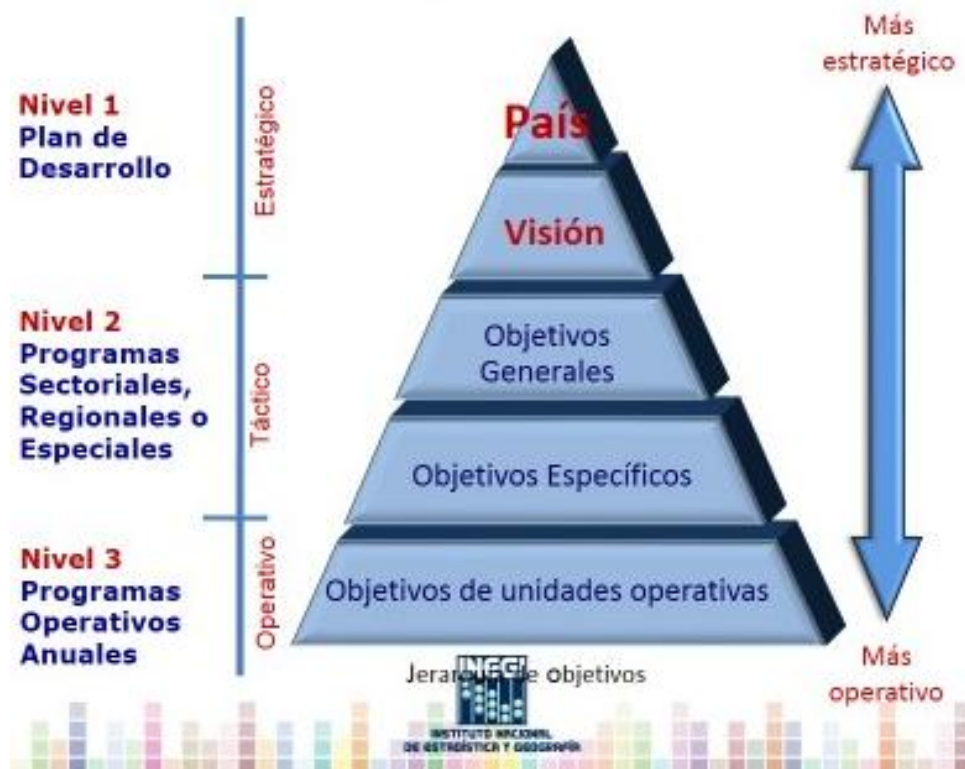 Nivel 1
Plan de
Desarrollo
Estratégico
Nivel 2
Programas
Sectoriales,
Regionales o
Especiales
Táctico
Nivel 3
Programas
Operativos
Anuales
Operativo
País
Visión
Objetivos
Generales
Objetivos Específicos
Objetivos de unidades operativas
Más
estratégico
Más
operativo
de objetivos
INEGI
INSTITUTO NACIONAL
DE ESTADÍSTICA Y GEOGRAFÍA